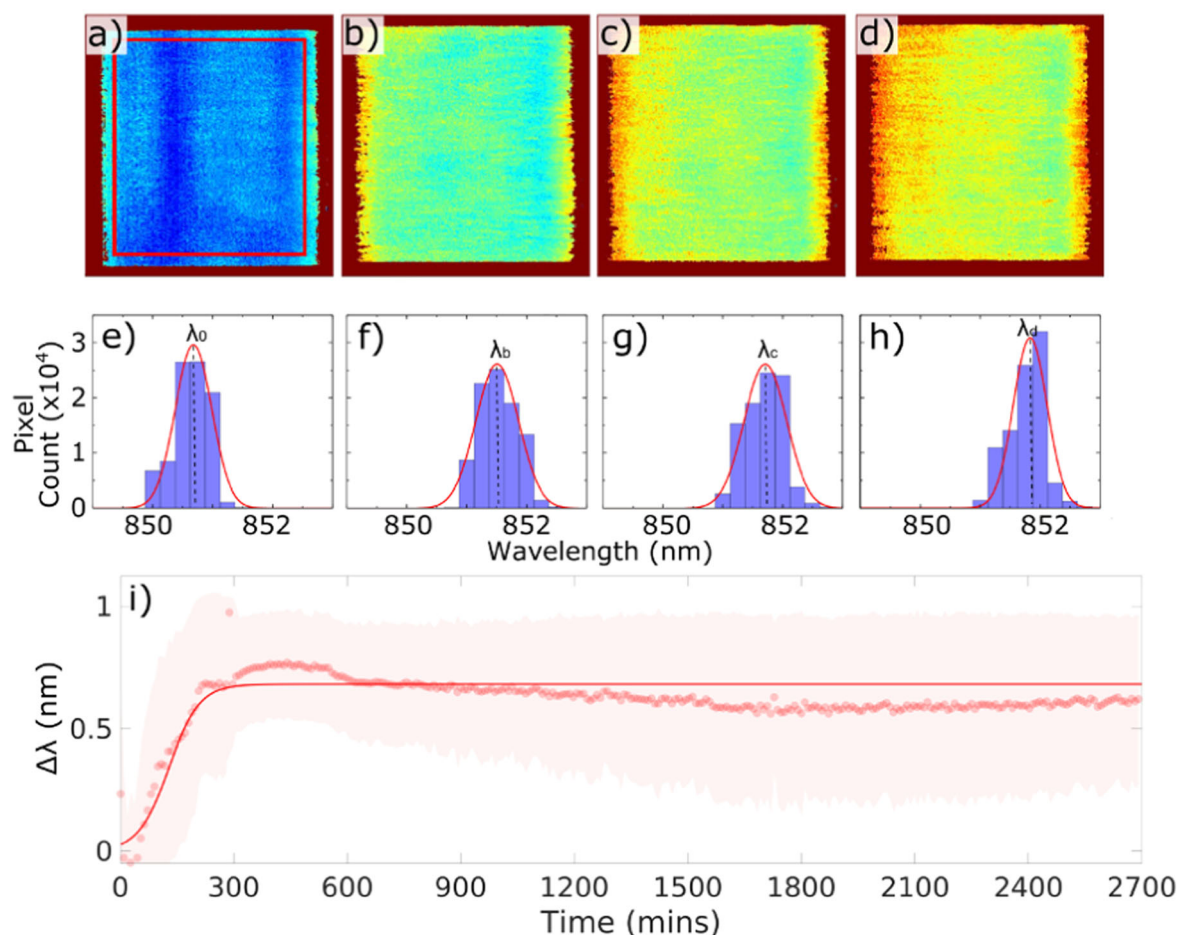 a) b) c) d)
e) f) g) h)
λ0 λb λc λd
Pixel
Count (x10^4)
3
2
1
0
850 852 850 852 850 852 850 852
Wavelength (nm)
i)
Δλ (nm)
1
0.5
0
0 300 600 900 1200 1500 1800 2100 2400 2700
Time (mins)